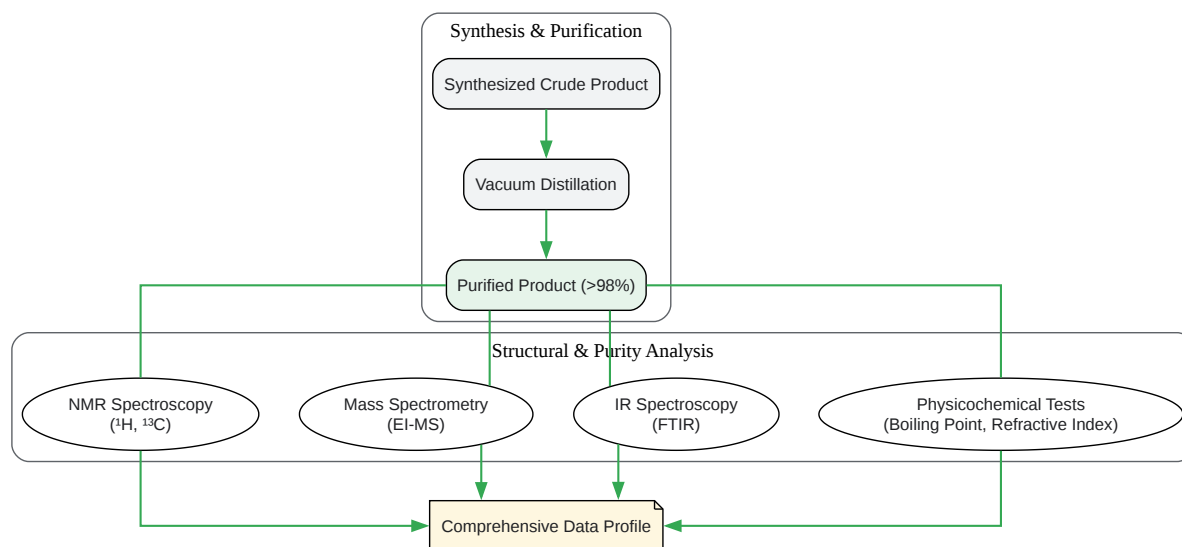 Synthesis & Purification
Synthesized Crude Product
Vacuum Distillation
Purified Product (>98%)
Structural & Purity Analysis
NMR Spectroscopy
(¹H, ¹³C)
Mass Spectrometry
(EI-MS)
IR Spectroscopy
(FTIR)
Physicochemical Tests
(Boiling Point, Refractive Index)
Comprehensive Data Profile